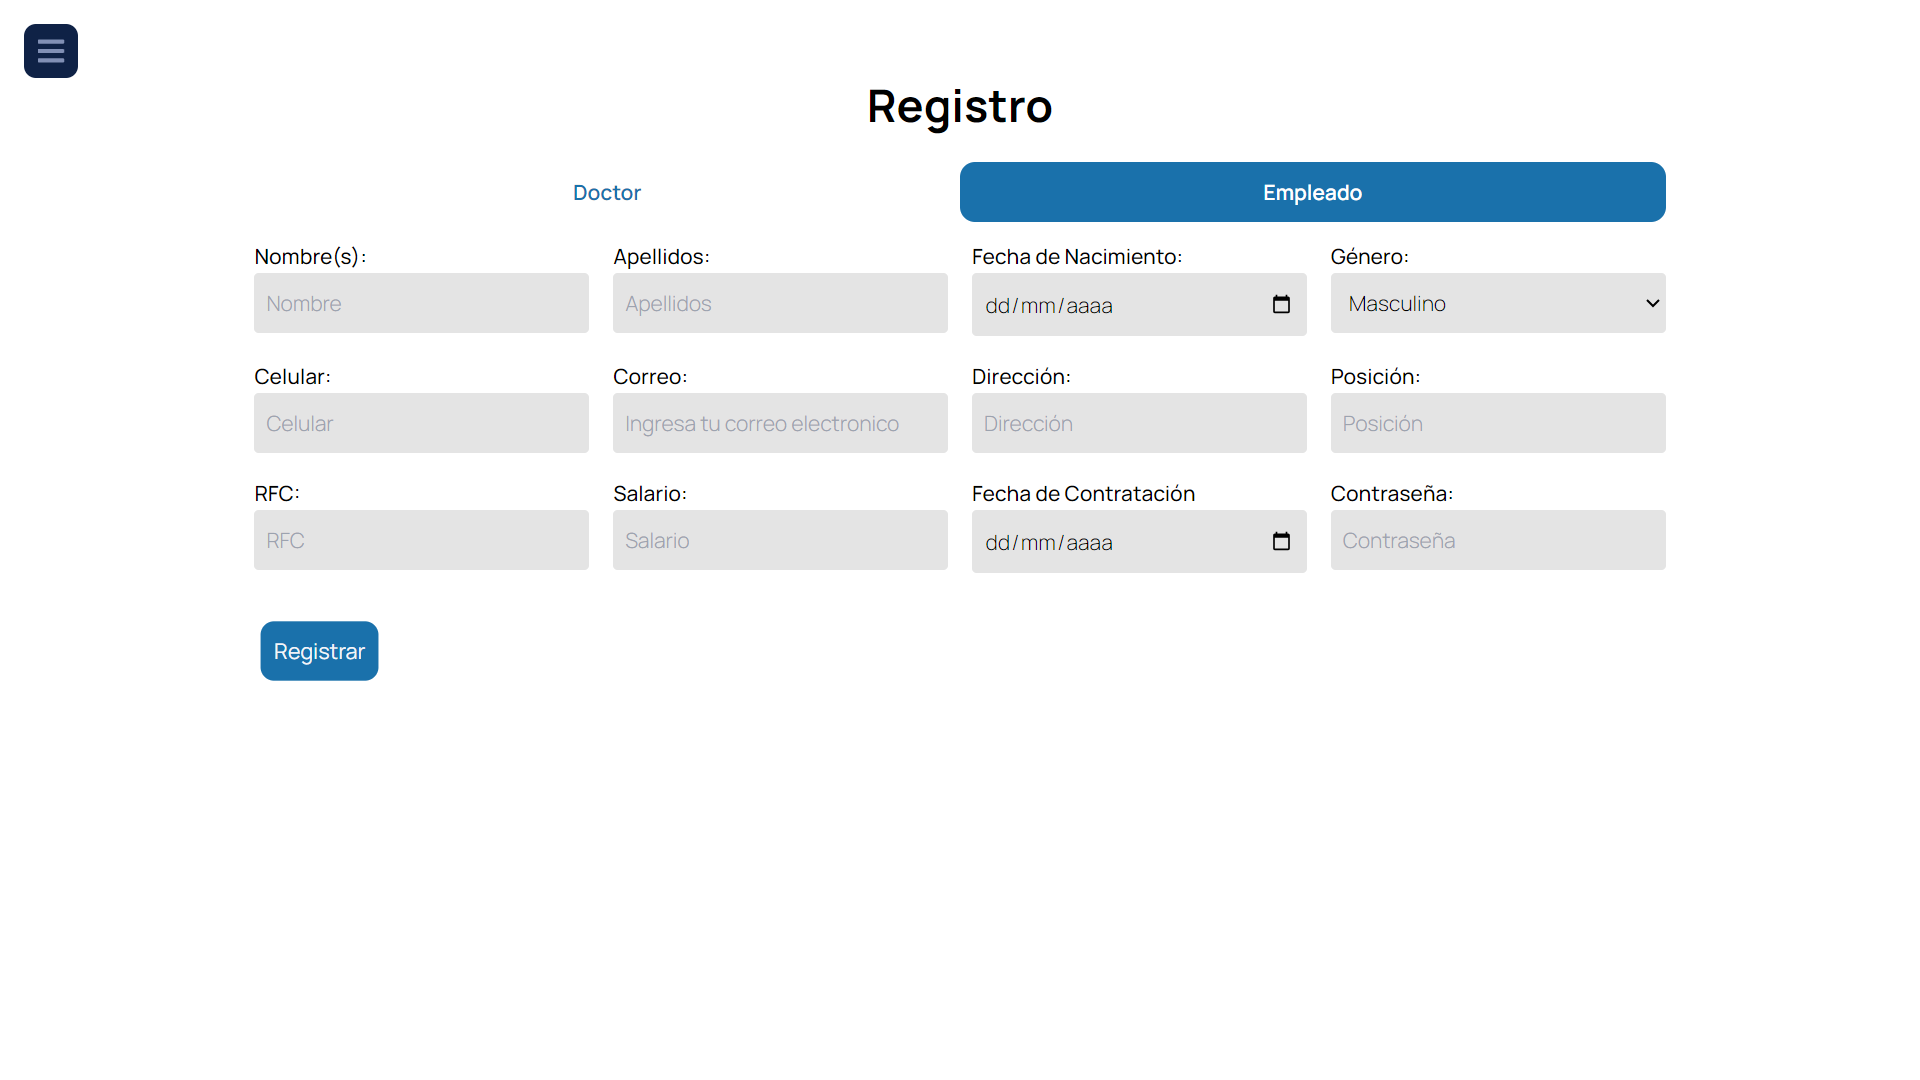 Registro
Doctor Empleado
Nombre(s): Apellidos: Fecha de Nacimiento: Género:
Nombre Apellidos dd/mm/aaaa Masculino
Celular: Correo: Dirección: Posición:
Celular Ingresa tu correo electronico Dirección Posición
RFC: Salario: Fecha de Contratación Contraseña:
RFC Salario dd/mm/aaaa Contraseña
Registrar